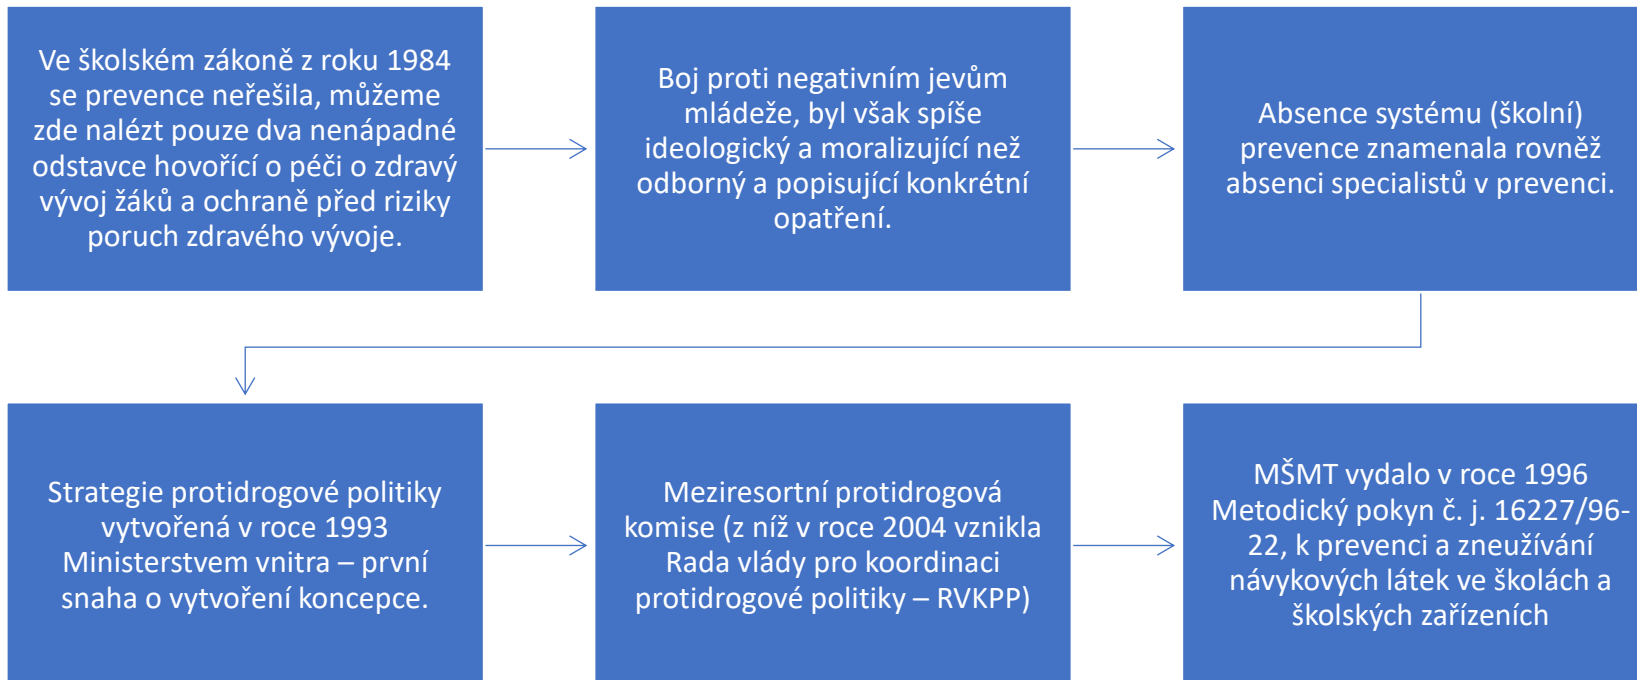 Ve školském zákoně z roku 1984
se prevence neřešila, můžeme
zde nalézt pouze dva nenápadné
odstavce hovořící o péči o zdravý
vývoj žáků a ochraně před riziky
poruch zdravého vývoje.
Boj proti negativním jevům
mládeže, byl však spíše
ideologický a moralizující než
odborný a popisující konkrétní
opatření.
Absence systému (školní)
prevence znamenala rovněž
absenci specialistů v prevenci.
Strategie protidrogové politiky
vytvořená v roce 1993
Ministerstvem vnitra – první
snaha o vytvoření koncepce.
Meziresortní protidrogová
komise (z níž v roce 2004 vznikla
Rada vlády pro koordinaci
protidrogové politiky – RVKPP)
MŠMT vydalo v roce 1996
Metodický pokyn č. j. 16227/96-
22, k prevenci a zneužívání
návykových látek ve školách a
školských zařízeních